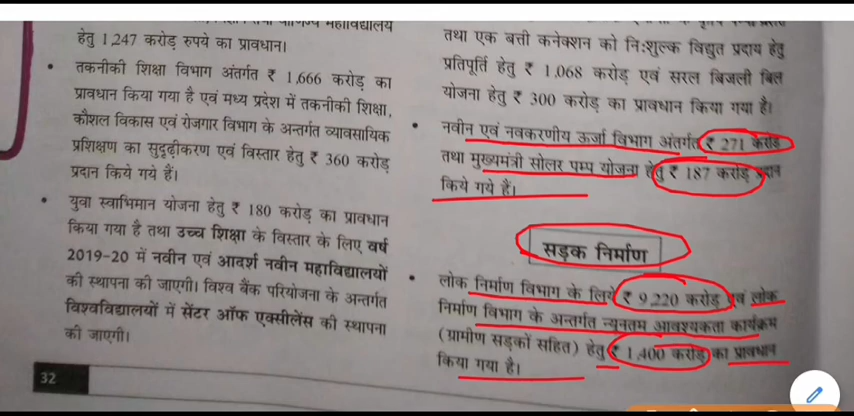 महाविद्यालय
हेतु 1,247 करोड़ रुपये का प्रावधान।
• तकनीकी शिक्षा विभाग अंतर्गत ₹ 1,666 करोड़ का
प्रावधान किया गया है एवं मध्य प्रदेश में तकनीकी शिक्षा,
कौशल विकास एवं रोजगार विभाग के अन्तर्गत व्यावसायिक
प्रशिक्षण का सुदृढ़ीकरण एवं विस्तार हेतु ₹ 360 करोड़
प्रदान किये गये हैं।
• युवा स्वाभिमान योजना हेतु ₹ 180 करोड़ का प्रावधान
किया गया है तथा उच्च शिक्षा के विस्तार के लिए वर्ष
2019-20 में नवीन एवं आदर्श नवीन महाविद्यालयों
की स्थापना की जाएगी। विश्व बैंक परियोजना के अन्तर्गत
विश्वविद्यालयों में सेंटर ऑफ एक्सीलेंस की स्थापना
की जाएगी।
32
तथा एक बत्ती कनेक्शन को निःशुल्क विद्युत प्रदाय हेतु
प्रतिपूर्ति हेतु ₹ 1,068 करोड़ एवं सरल बिजली बिल
योजना हेतु ₹ 300 करोड़ का प्रावधान किया गया है।
• नवीन एवं नवकरणीय ऊर्जा विभाग अंतर्गत ₹ 271 करोड़
तथा मुख्यमंत्री सोलर पम्प योजना हेतु ₹ 187 करोड़ प्रदान
किये गये हैं।
सड़क निर्माण
• लोक निर्माण विभाग के लिये ₹ 9,220 करोड़ एवं लोक
निर्माण विभाग के अन्तर्गत न्यूनतम आवश्यकता कार्यक्रम
(ग्रामीण सड़कों सहित) हेतु ₹ 1,400 करोड़ का प्रावधान
किया गया है।